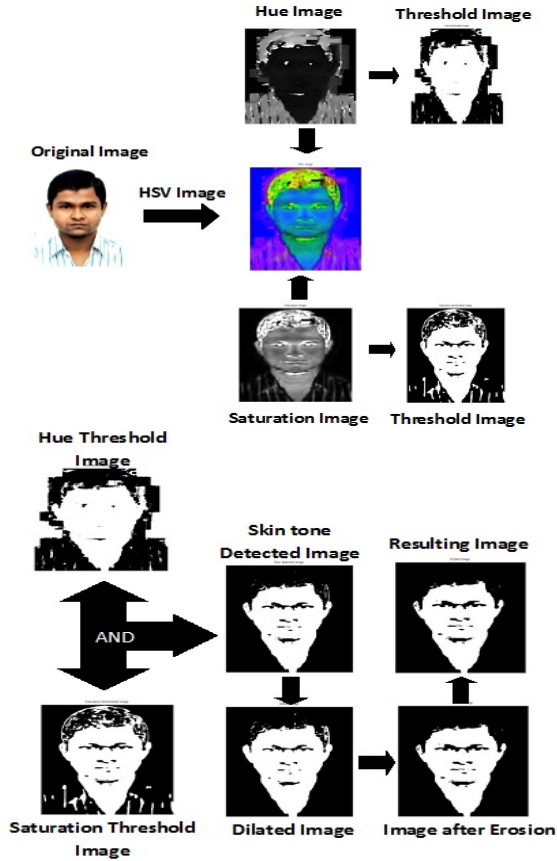 Hue Image
Threshold Image
Original Image
HSV Image
Saturation Image
Threshold Image
Hue Threshold
Image
Skin tone
Detected Image
Resulting Image
AND
Saturation Threshold
Image
Dilated Image
Image after Erosion